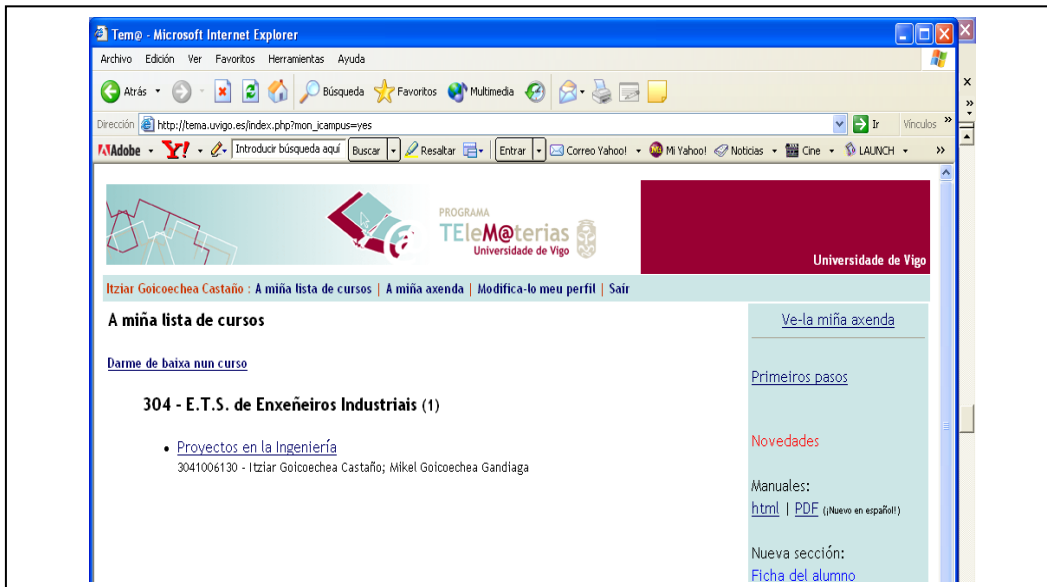 Tem@ - Microsoft Internet Explorer
Archivo Edición Ver Favoritos Herramientas Ayuda
Atrás Búsqueda Favoritos Multimedia
Dirección http://tema.uvigo.es/index.php?mon_icampus=yes Ir Vínculos »
Adobe Y! Introducir búsqueda aquí Buscar Resaltar Entrar Correo Yahoo! Mi Yahoo! Noticias Cine LAUNCH »
PROGRAMA
TEleM@terias
Universidade de Vigo
Universidade de Vigo
Itziar Goicoechea Castaño : A miña lista de cursos | A miña axenda | Modifica-lo meu perfil | Saír
A miña lista de cursos
Darme de baixa nun curso
304 - E.T.S. de Enxeñeiros Industriais (1)
• Proyectos en la Ingeniería
3041006130 - Itziar Goicoechea Castaño; Mikel Goicoechea Gandiaga
Ve-la miña axenda
Primeiros pasos
Novedades
Manuales:
html | PDF (¡Nuevo en español!)
Nueva sección:
Ficha del alumno